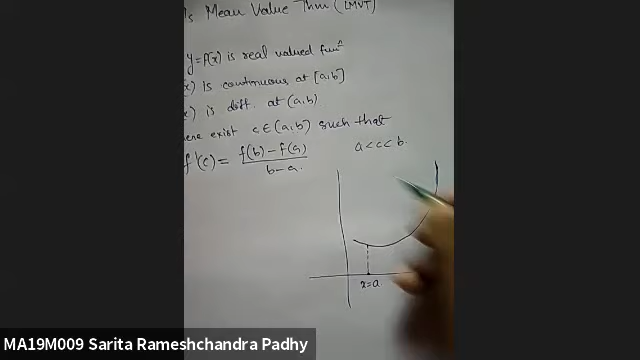 's Mean Value Thm (LMVT)
y=f(x) is real valued funⁿ
x) is continuous at [a,b]
x) is diff. at (a,b)
ere exist c∈(a,b) such that
f'(c) = f(b) - f(a) / b - a.
a < c < b.
x=a
MA19M009 Sarita Rameshchandra Padhy